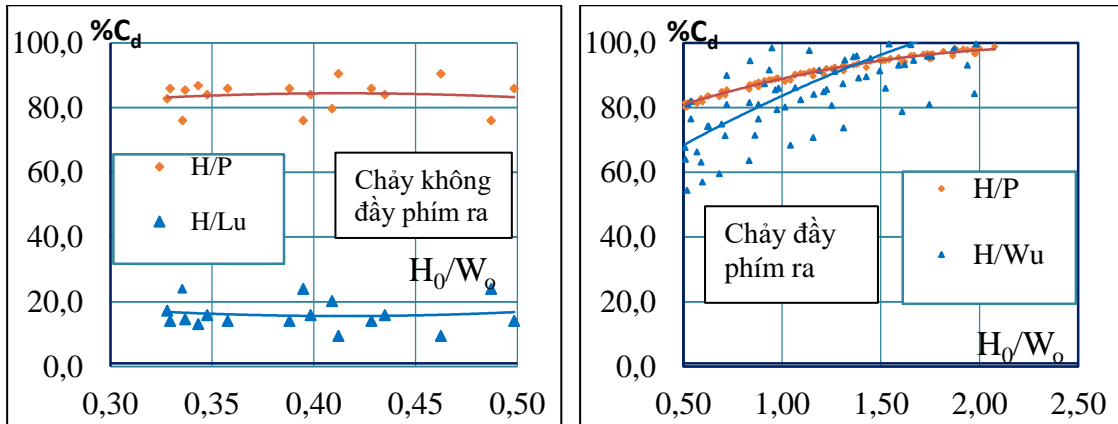 %Cd
100,0
80,0
60,0
40,0
20,0
0,0
H/P
H/Lu
Chảy không
đầy phím ra
H0/Wo
0,30 0,35 0,40 0,45 0,50
%Cd
100,0
80,0
60,0
40,0
20,0
0,0
H/P
H/Wu
Chảy đầy
phím ra
H0/Wo
0,50 1,00 1,50 2,00 2,50